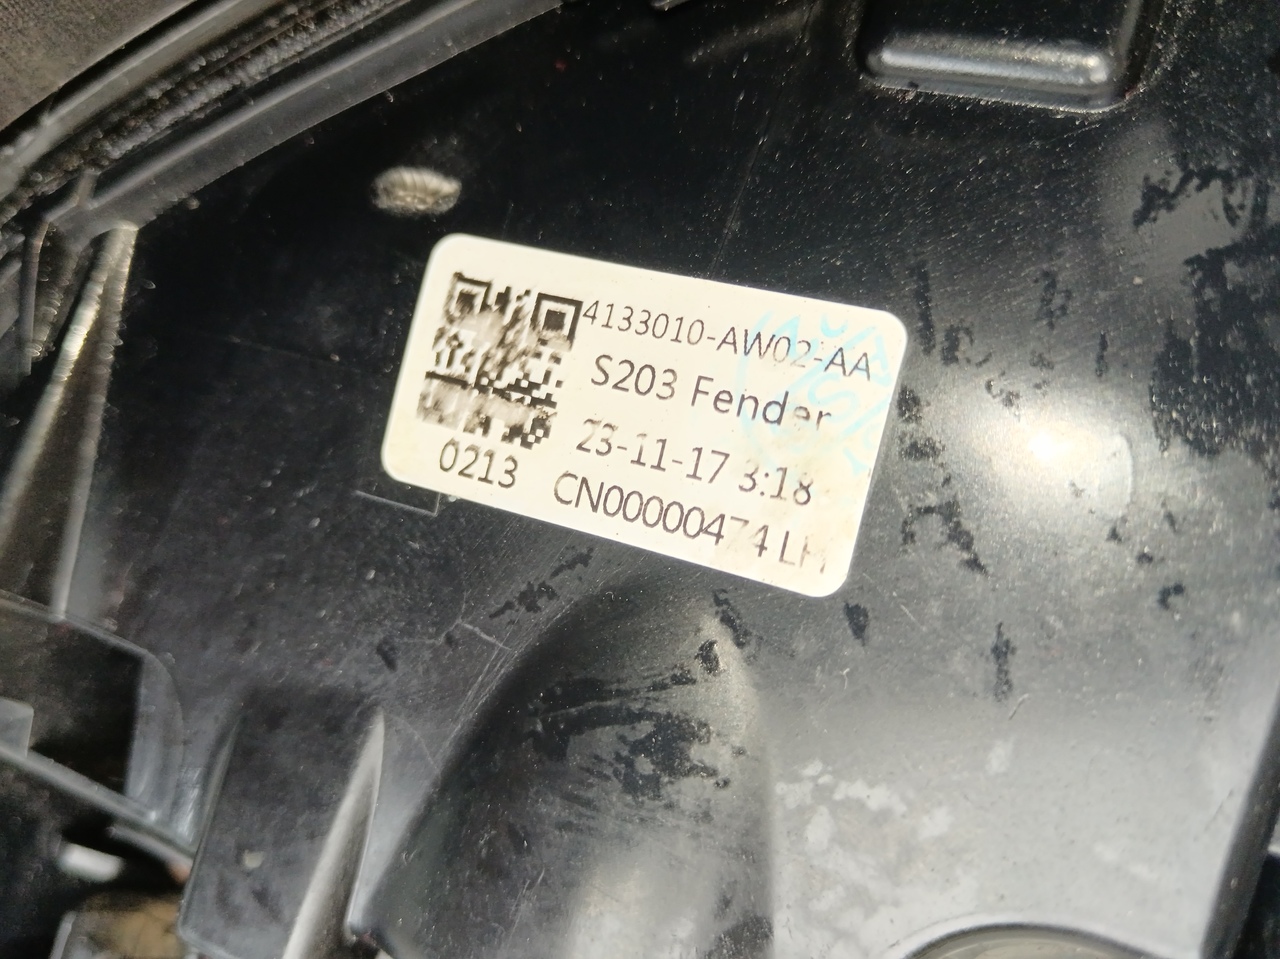 4133010-AW02-AA
S203 Fender
23-11-17 3:18
0213 CN00000474 LH